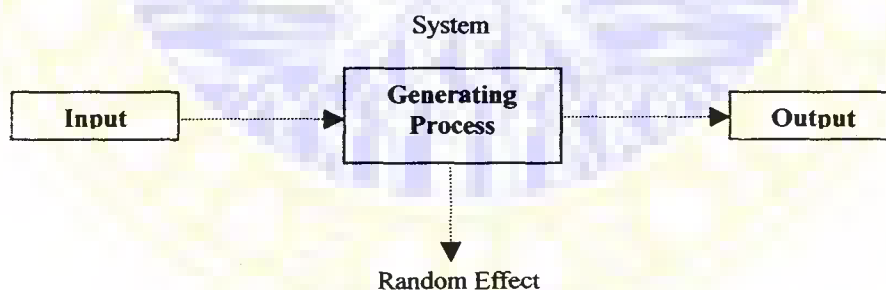 System
Input
Generating
Process
Output
Random Effect